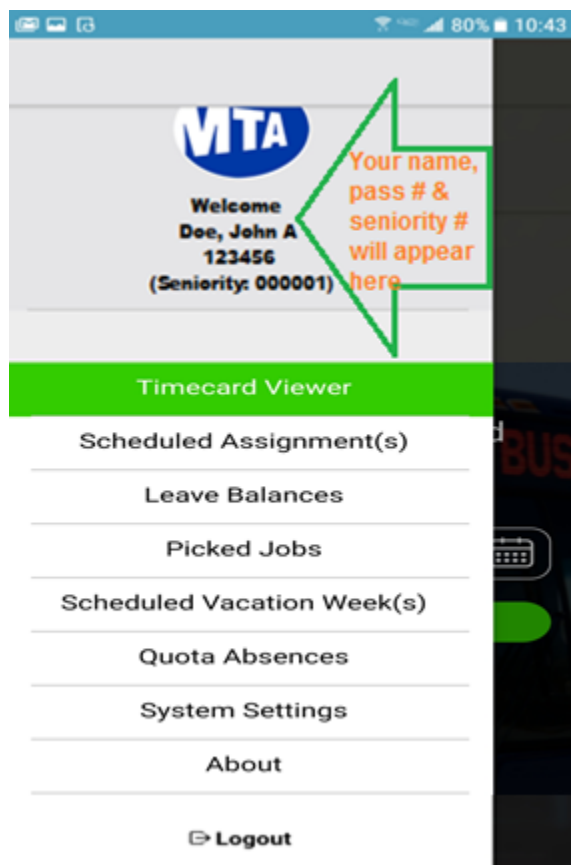 80% 10:43
MTA
Welcome
Doe, John A
123456
(Seniority: 000001)
Your name,
pass # &
seniority #
will appear
here
Timecard Viewer
Scheduled Assignment(s)
Leave Balances
Picked Jobs
Scheduled Vacation Week(s)
Quota Absences
System Settings
About
Logout
d
BUS